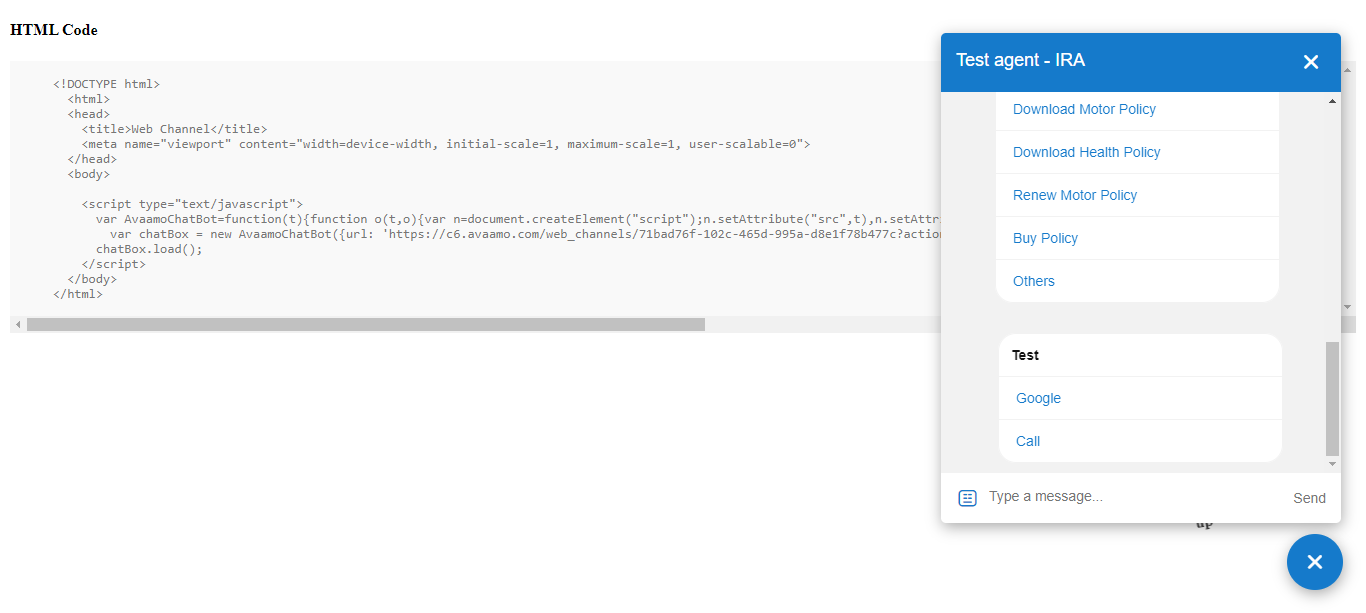 HTML Code
<!DOCTYPE html>
<html>
<head>
<title>Web Channel</title>
<meta name="viewport" content="width=device-width, initial-scale=1, maximum-scale=1, user-scalable=0">
</head>
<body>
<script type="text/javascript">
var AvaamoChatBot=function(t){function o(t,o){var n=document.createElement("script");n.setAttribute("src",t),n.setAttri
var chatBox = new AvaamoChatBot({url: 'https://c6.avaamo.com/web_channels/71bad76f-102c-465d-995a-d8e1f78b477c?action
chatBox.load();
</script>
</body>
</html>
Test agent - IRA
Download Motor Policy
Download Health Policy
Renew Motor Policy
Buy Policy
Others
Test
Google
Call
Type a message...
Send
up